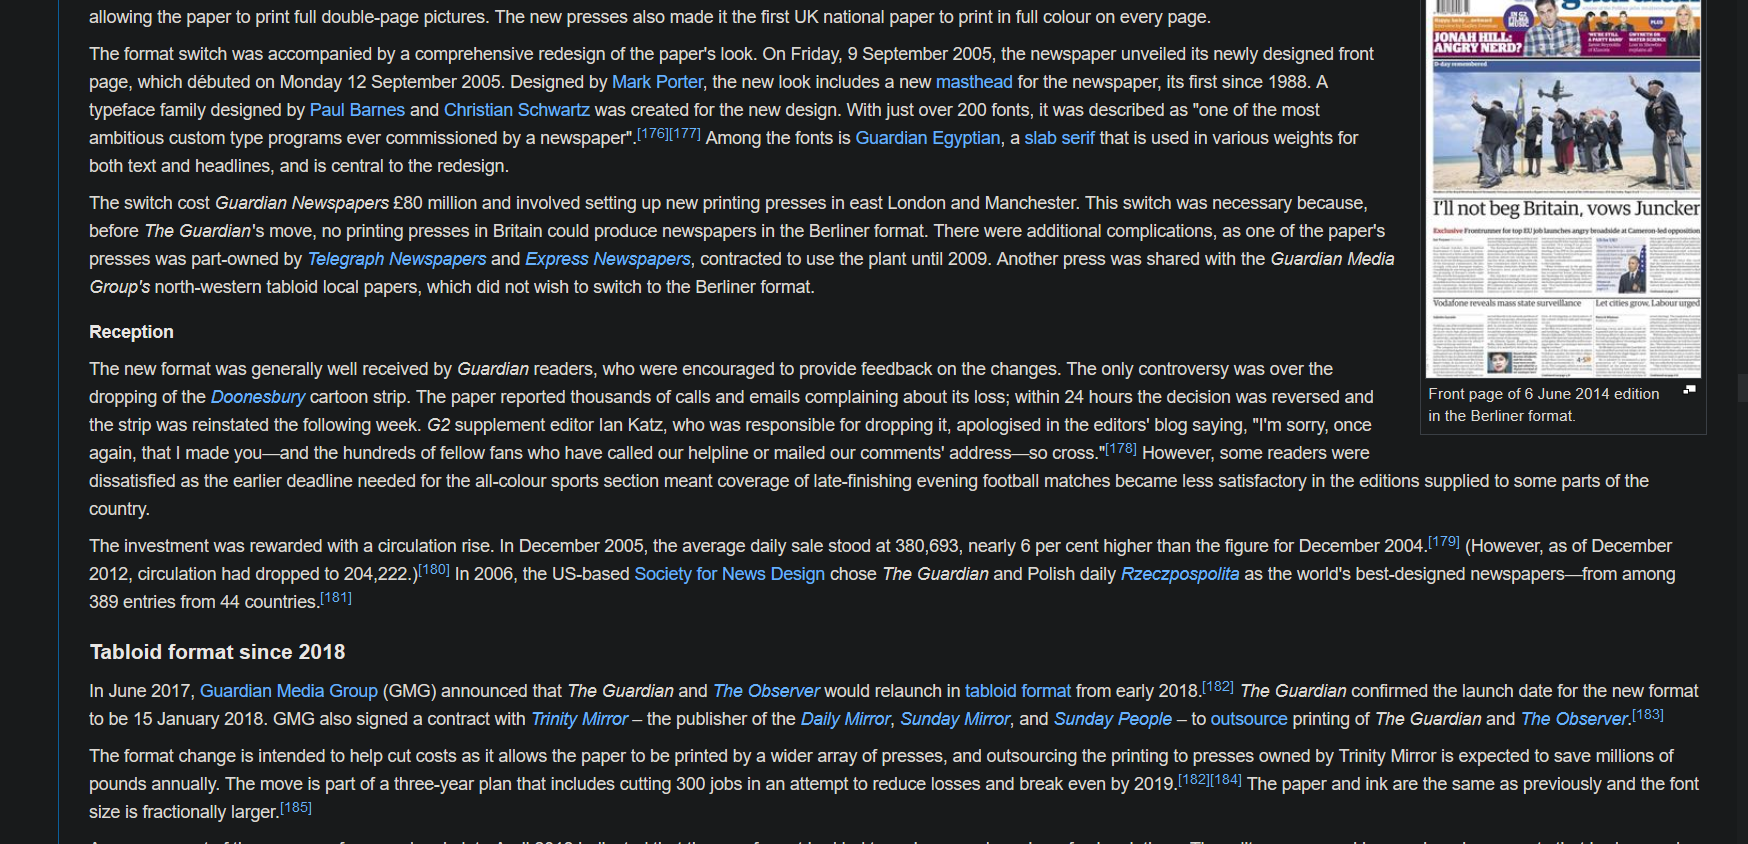 allowing the paper to print full double-page pictures. The new presses also made it the first UK national paper to print in full colour on every page.
The format switch was accompanied by a comprehensive redesign of the paper's look. On Friday, 9 September 2005, the newspaper unveiled its newly designed front
page, which débuted on Monday 12 September 2005. Designed by Mark Porter, the new look includes a new masthead for the newspaper, its first since 1988. A
typeface family designed by Paul Barnes and Christian Schwartz was created for the new design. With just over 200 fonts, it was described as "one of the most
ambitious custom type programs ever commissioned by a newspaper".[176][177] Among the fonts is Guardian Egyptian, a slab serif that is used in various weights for
both text and headlines, and is central to the redesign.
The switch cost Guardian Newspapers £80 million and involved setting up new printing presses in east London and Manchester. This switch was necessary because,
before The Guardian's move, no printing presses in Britain could produce newspapers in the Berliner format. There were additional complications, as one of the paper's
presses was part-owned by Telegraph Newspapers and Express Newspapers, contracted to use the plant until 2009. Another press was shared with the Guardian Media
Group's north-western tabloid local papers, which did not wish to switch to the Berliner format.
Reception
The new format was generally well received by Guardian readers, who were encouraged to provide feedback on the changes. The only controversy was over the
dropping of the Doonesbury cartoon strip. The paper reported thousands of calls and emails complaining about its loss; within 24 hours the decision was reversed and
the strip was reinstated the following week. G2 supplement editor Ian Katz, who was responsible for dropping it, apologised in the editors' blog saying, "I'm sorry, once
again, that I made you—and the hundreds of fellow fans who have called our helpline or mailed our comments' address—so cross."[178] However, some readers were
dissatisfied as the earlier deadline needed for the all-colour sports section meant coverage of late-finishing evening football matches became less satisfactory in the editions supplied to some parts of the
country.
The investment was rewarded with a circulation rise. In December 2005, the average daily sale stood at 380,693, nearly 6 per cent higher than the figure for December 2004.[179] (However, as of December
2012, circulation had dropped to 204,222.)[180] In 2006, the US-based Society for News Design chose The Guardian and Polish daily Rzeczpospolita as the world's best-designed newspapers—from among
389 entries from 44 countries.[181]
Tabloid format since 2018
In June 2017, Guardian Media Group (GMG) announced that The Guardian and The Observer would relaunch in tabloid format from early 2018.[182] The Guardian confirmed the launch date for the new format
to be 15 January 2018. GMG also signed a contract with Trinity Mirror – the publisher of the Daily Mirror, Sunday Mirror, and Sunday People – to outsource printing of The Guardian and The Observer.[183]
The format change is intended to help cut costs as it allows the paper to be printed by a wider array of presses, and outsourcing the printing to presses owned by Trinity Mirror is expected to save millions of
pounds annually. The move is part of a three-year plan that includes cutting 300 jobs in an attempt to reduce losses and break even by 2019.[182][184] The paper and ink are the same as previously and the font
size is fractionally larger.[185]
IN G2
FILM&
MUSIC
JONAH HILL:
ANGRY NERD?
PLUS
D-day remembered
I'll not beg Britain, vows Juncker
Exclusive Frontrunner for top EU job launches angry broadside at Cameron-led opposition
Vodafone reveals mass state surveillance
Let cities grow, Labour urged
Front page of 6 June 2014 edition
in the Berliner format.